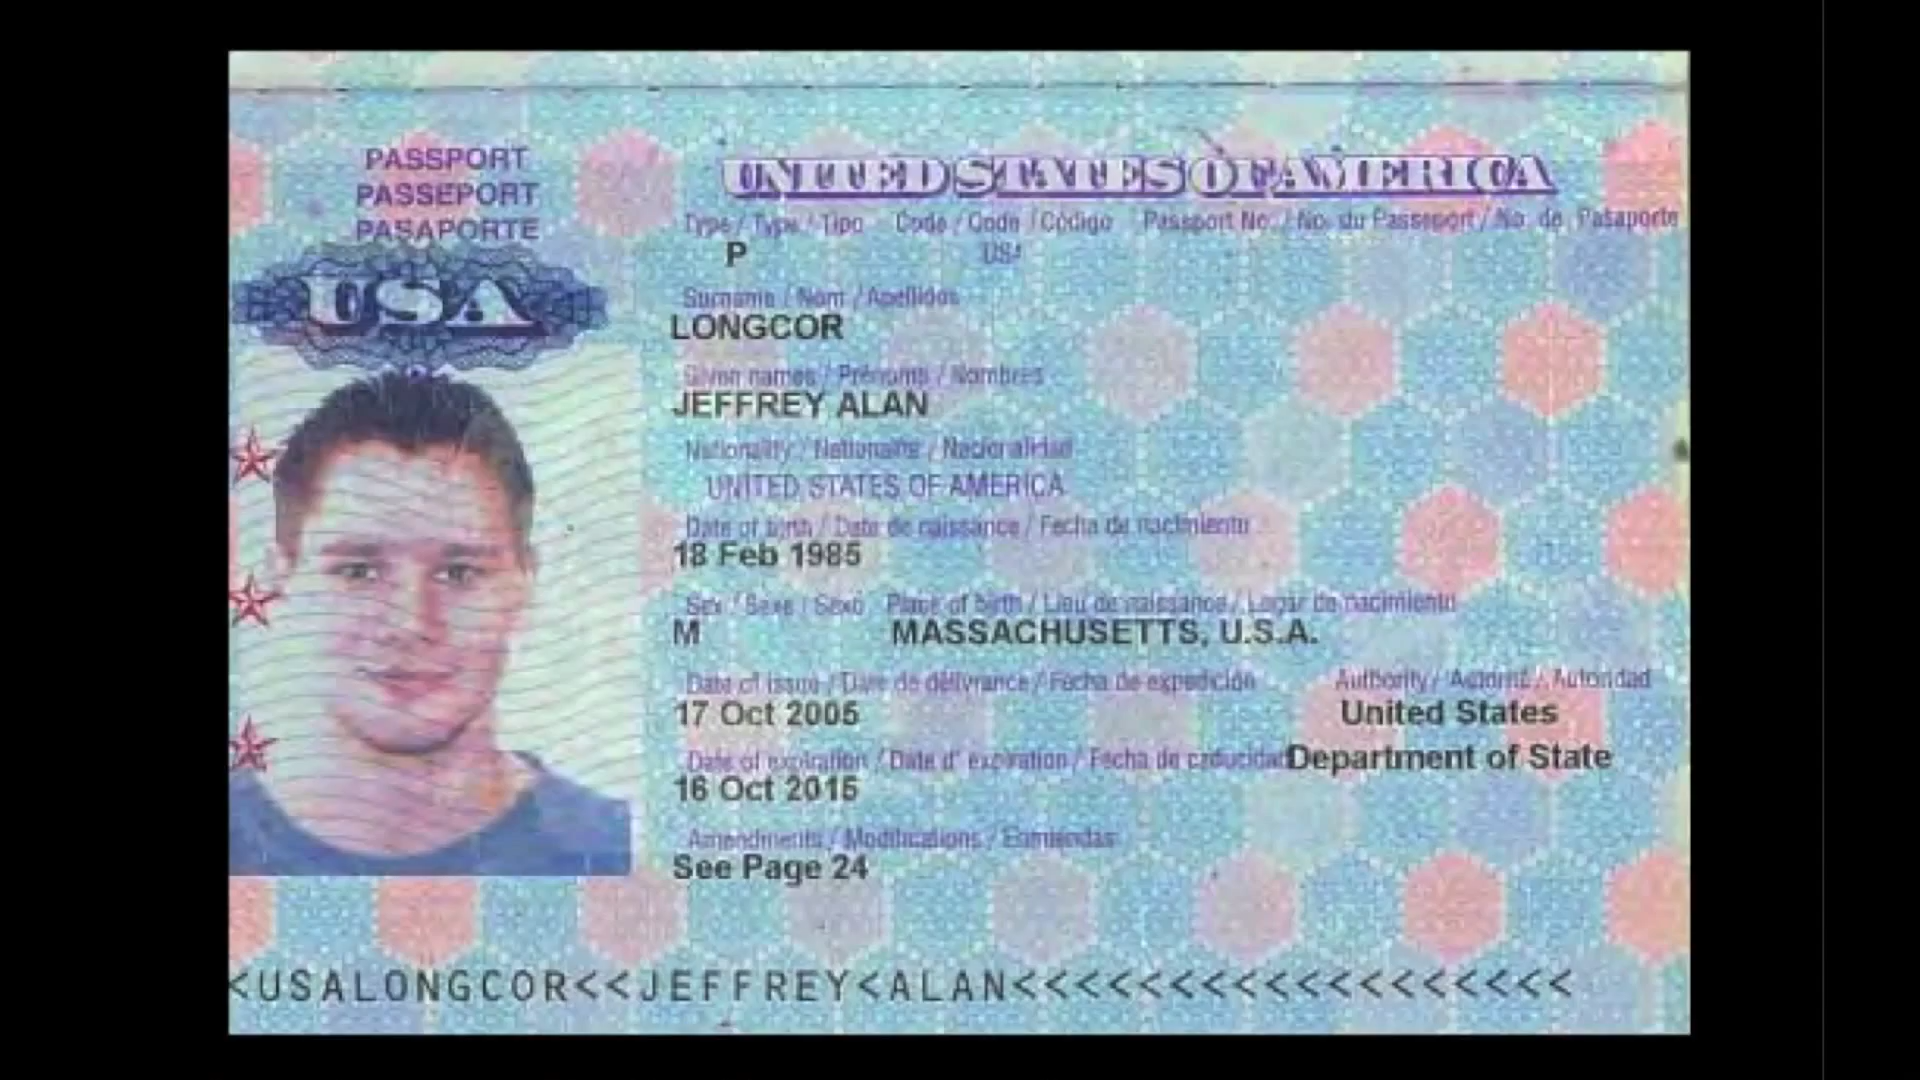 PASSPORT
PASSEPORT
PASAPORTE
USA
UNITED STATES OF AMERICA
Type / Type / Tipo Code / Code / Código Passport No. / No. du Passeport / No. de Pasaporte
P USA
Surname / Nom / Apellidos
LONGCOR
Given names / Prénoms / Nombres
JEFFREY ALAN
Nationality / Nationalité / Nacionalidad
UNITED STATES OF AMERICA
Date of birth / Date de naissance / Fecha de nacimiento
18 Feb 1985
Sex / Sexe / Sexo Place of birth / Lieu de naissance / Lugar de nacimiento
M MASSACHUSETTS, U.S.A.
Date of issue / Date de délivrance / Fecha de expedición Authority / Autorité / Autoridad
17 Oct 2005 United States
Date of expiration / Date d' expiration / Fecha de caducidad Department of State
16 Oct 2015
Amendments / Modifications / Enmiendas
See Page 24
<USALONGCOR<<JEFFREY<ALAN<<<<<<<<<<<<<<<<<<<<